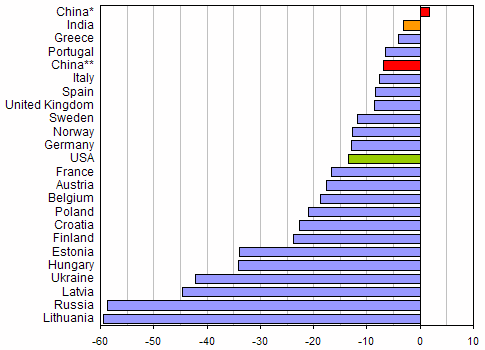 China*
India
Greece
Portugal
China**
Italy
Spain
United Kingdom
Sweden
Norway
Germany
USA
France
Austria
Belgium
Poland
Croatia
Finland
Estonia
Hungary
Ukraine
Latvia
Russia
Lithuania
-60 -50 -40 -30 -20 -10 0 10